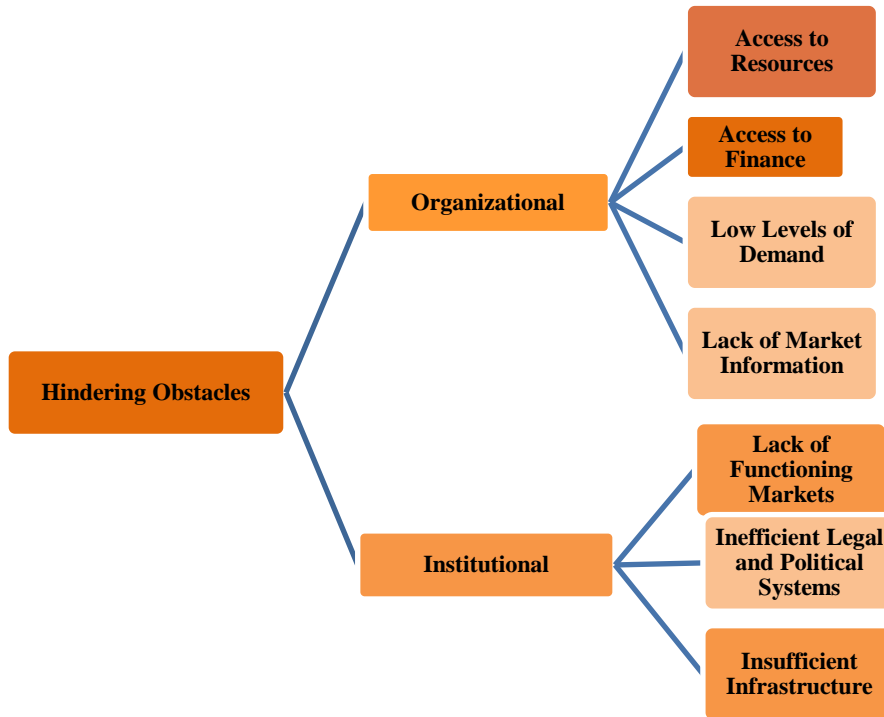 Hindering Obstacles
Organizational
Access to
Resources
Access to
Finance
Low Levels of
Demand
Lack of Market
Information
Institutional
Lack of
Functioning
Markets
Inefficient Legal
and Political
Systems
Insufficient
Infrastructure